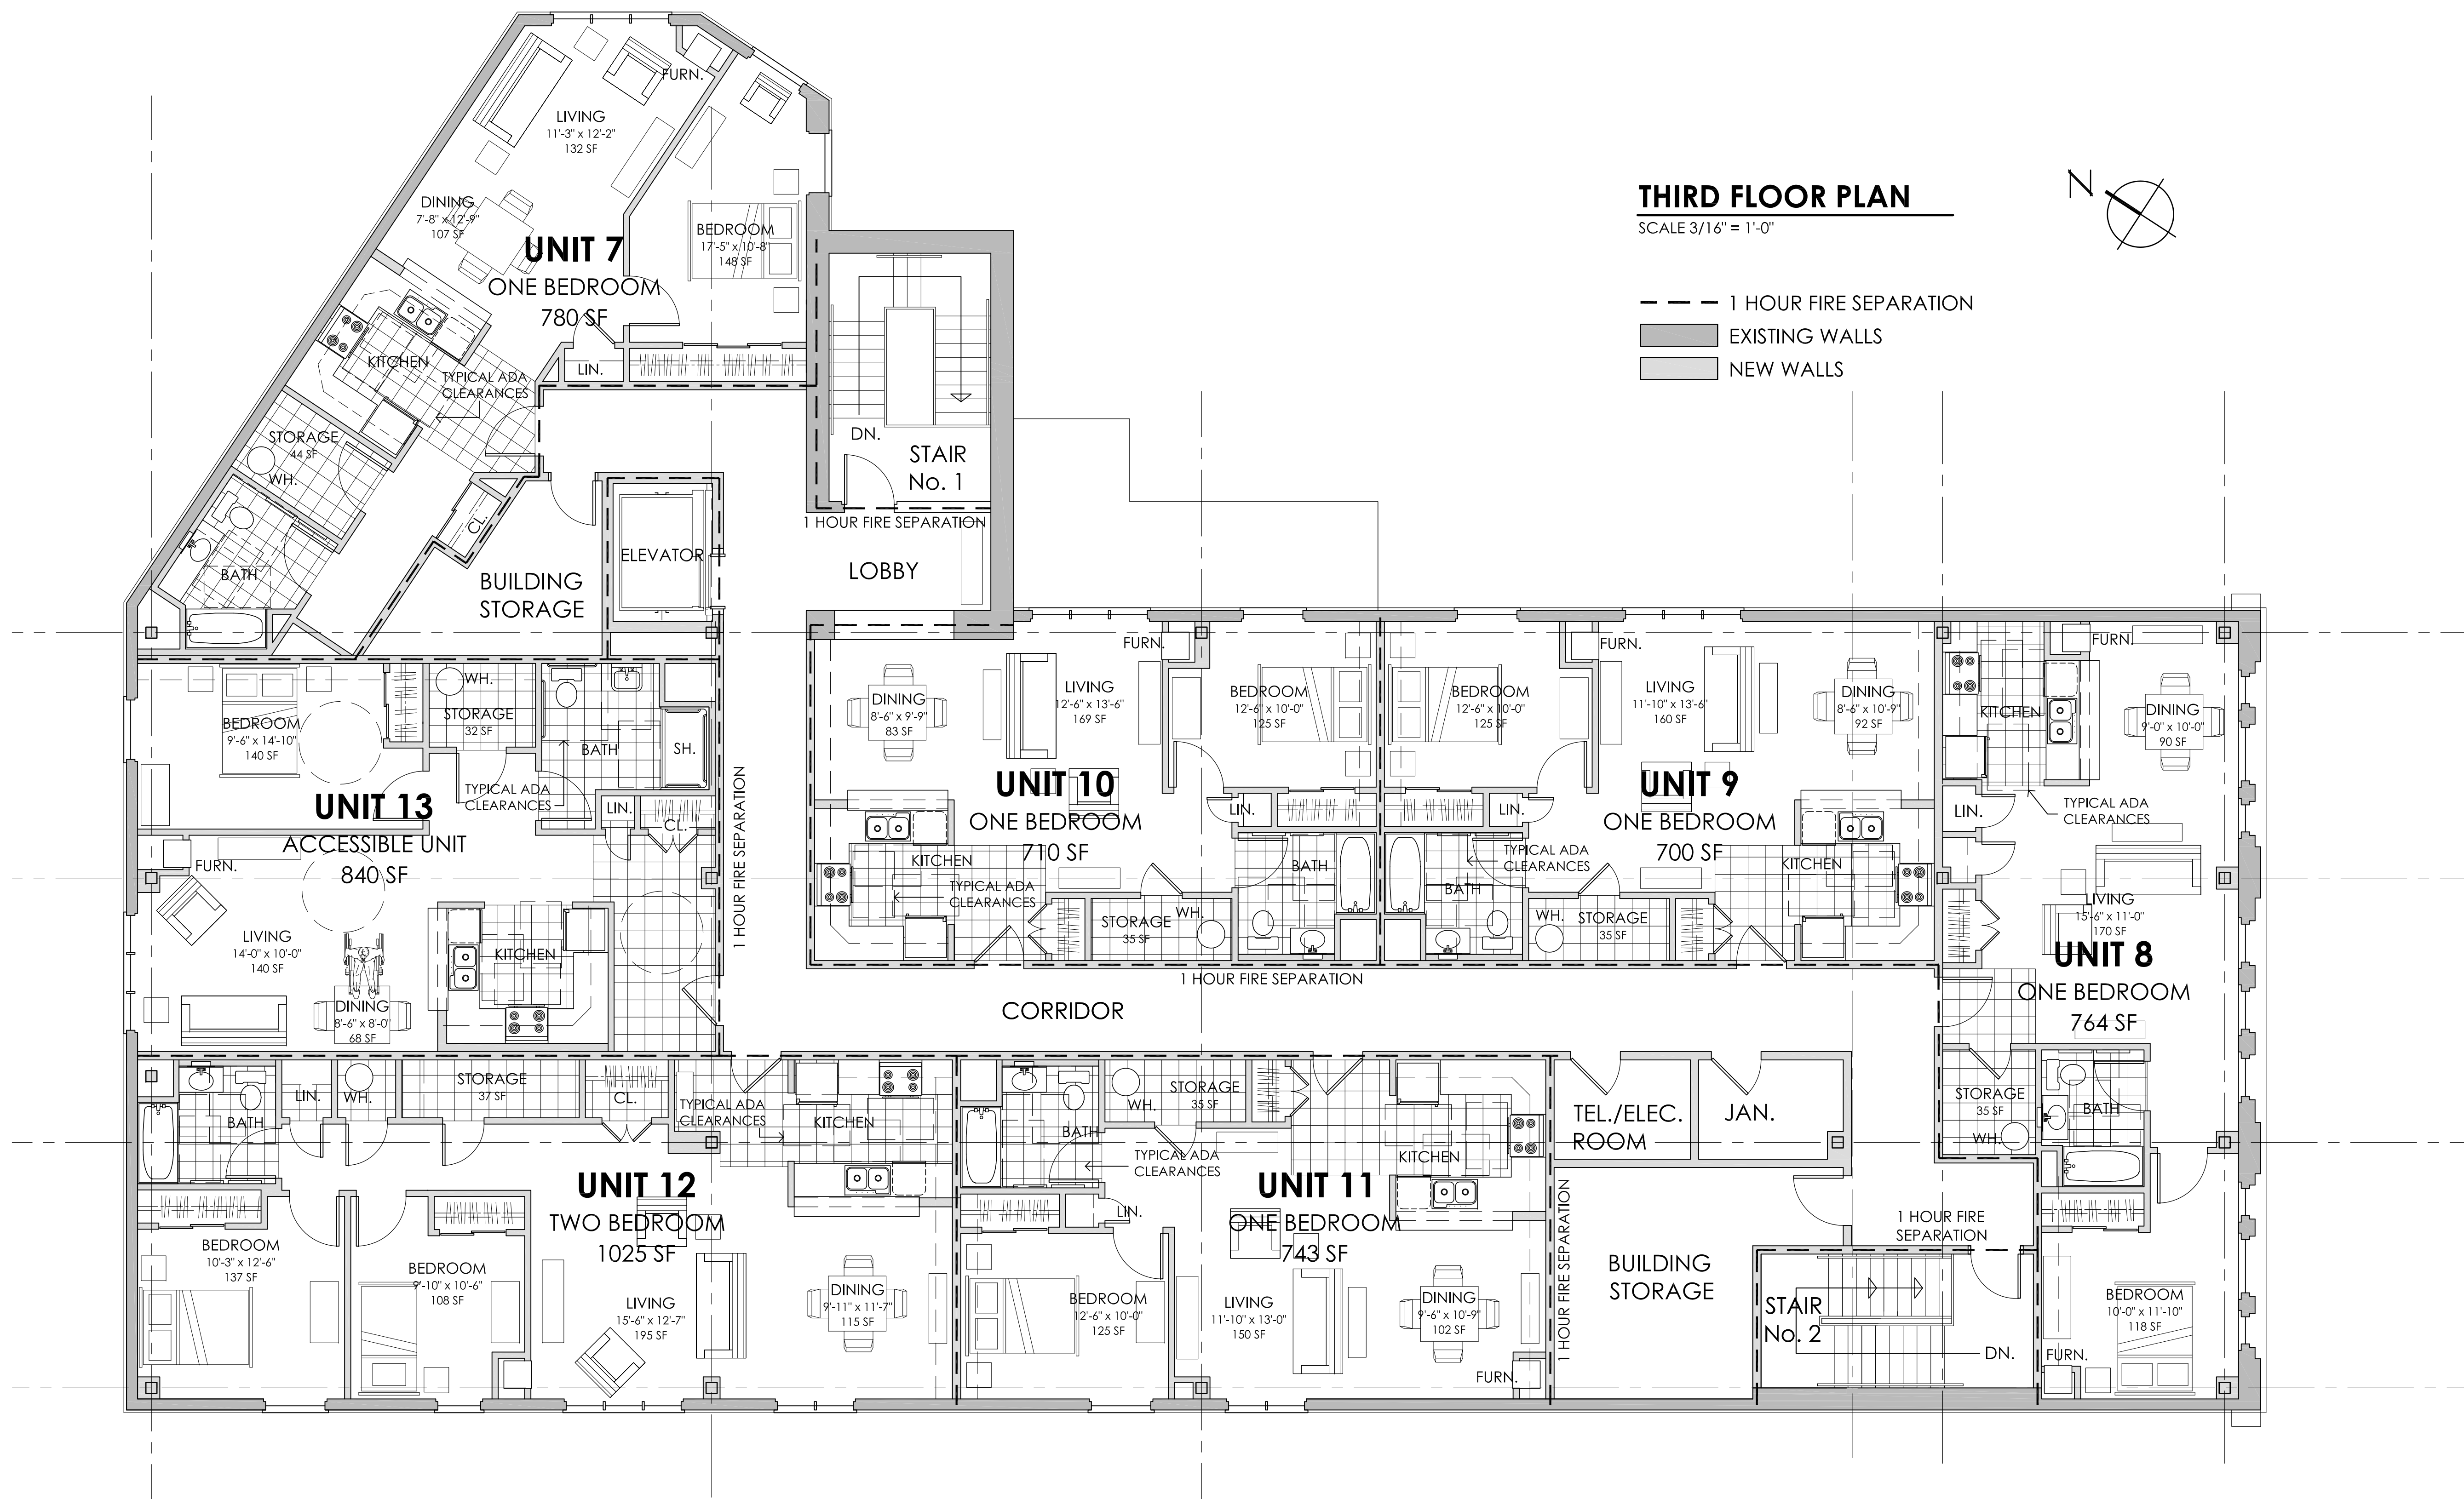 THIRD FLOOR PLAN
SCALE 3/16" = 1'-0"
N
1 HOUR FIRE SEPARATION
EXISTING WALLS
NEW WALLS
FURN.
LIVING
11'-3" x 12'-2"
132 SF
DINING
7'-8" x 12'-9"
107 SF
UNIT 7
ONE BEDROOM
780 SF
BEDROOM
17'-5" x 10'-8"
148 SF
KITCHEN
TYPICAL ADA
CLEARANCES
LIN.
STORAGE
44 SF
WH.
CL.
BATH
DN.
STAIR
No. 1
1 HOUR FIRE SEPARATION
ELEVATOR
LOBBY
BUILDING
STORAGE
BEDROOM
9'-6" x 14'-10"
140 SF
WH.
STORAGE
32 SF
BATH
SH.
TYPICAL ADA
CLEARANCES
LIN.
CL.
UNIT 13
ACCESSIBLE UNIT
840 SF
FURN.
LIVING
14'-0" x 10'-0"
140 SF
KITCHEN
DINING
8'-6" x 8'-0"
68 SF
1 HOUR FIRE SEPARATION
DINING
8'-6" x 9'-9"
83 SF
LIVING
12'-6" x 13'-6"
169 SF
FURN.
BEDROOM
12'-6" x 10'-0"
125 SF
UNIT 10
ONE BEDROOM
710 SF
LIN.
KITCHEN
TYPICAL ADA
CLEARANCES
STORAGE
35 SF
WH.
BATH
BEDROOM
12'-6" x 10'-0"
125 SF
FURN.
LIVING
11'-10" x 13'-6"
160 SF
DINING
8'-6" x 10'-9"
92 SF
UNIT 9
ONE BEDROOM
700 SF
LIN.
TYPICAL ADA
CLEARANCES
BATH
WH.
STORAGE
35 SF
KITCHEN
1 HOUR FIRE SEPARATION
CORRIDOR
FURN.
KITCHEN
DINING
9'-0" x 10'-0"
90 SF
LIN.
TYPICAL ADA
CLEARANCES
LIVING
15'-6" x 11'-0"
170 SF
UNIT 8
ONE BEDROOM
764 SF
STORAGE
35 SF
WH.
BATH
BEDROOM
10'-0" x 11'-10"
118 SF
FURN.
BATH
LIN.
WH.
STORAGE
37 SF
CL.
TYPICAL ADA
CLEARANCES
KITCHEN
UNIT 12
TWO BEDROOM
1025 SF
BEDROOM
10'-3" x 12'-6"
137 SF
BEDROOM
9'-10" x 10'-6"
108 SF
LIVING
15'-6" x 12'-7"
195 SF
DINING
9'-11" x 11'-7"
115 SF
BATH
WH.
STORAGE
35 SF
TYPICAL ADA
CLEARANCES
KITCHEN
LIN.
UNIT 11
ONE BEDROOM
743 SF
BEDROOM
12'-6" x 10'-0"
125 SF
LIVING
11'-10" x 13'-0"
150 SF
DINING
9'-6" x 10'-9"
102 SF
FURN.
1 HOUR FIRE SEPARATION
TEL./ELEC.
ROOM
JAN.
BUILDING
STORAGE
1 HOUR FIRE
SEPARATION
STAIR
No. 2
DN.